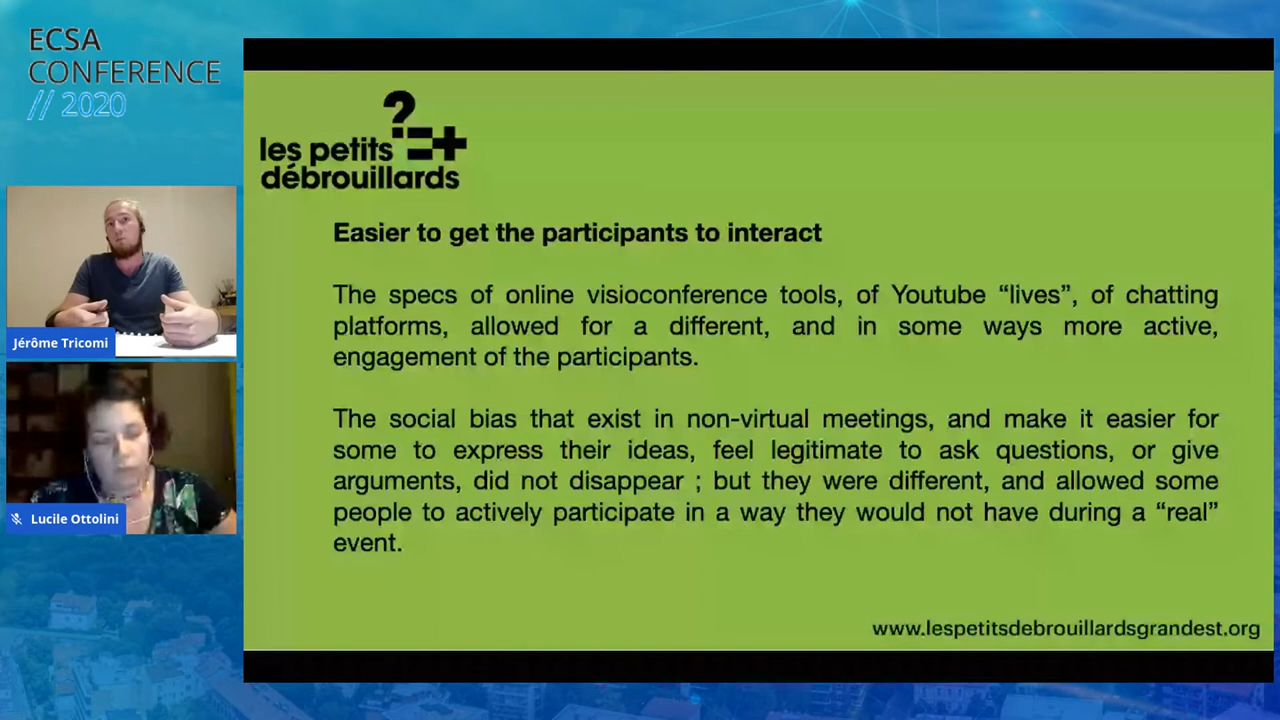 ECSA
CONFERENCE
// 2020
Jérôme Tricomi
Lucile Ottolini
les petits
débrouillards
Easier to get the participants to interact
The specs of online visioconference tools, of Youtube “lives”, of chatting
platforms, allowed for a different, and in some ways more active,
engagement of the participants.
The social bias that exist in non-virtual meetings, and make it easier for
some to express their ideas, feel legitimate to ask questions, or give
arguments, did not disappear ; but they were different, and allowed some
people to actively participate in a way they would not have during a “real”
event.
www.lespetitsdebrouillardsgrandest.org